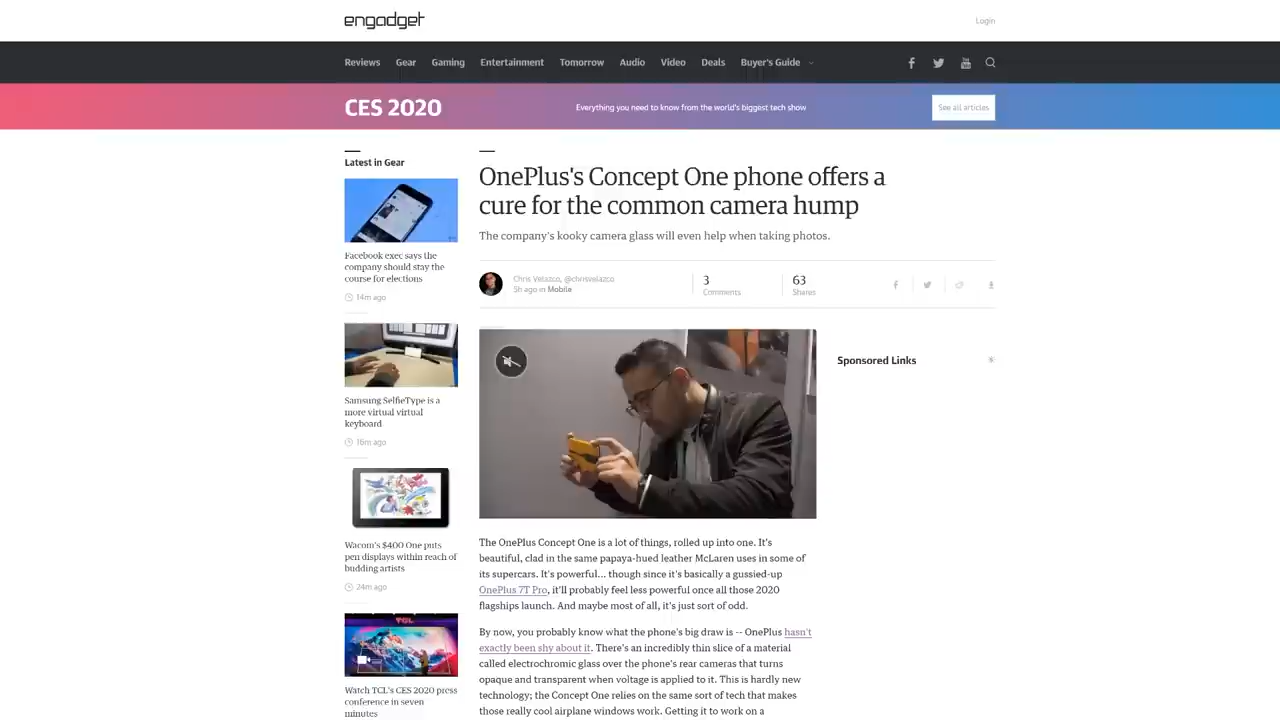 engadget
Login
Reviews Gear Gaming Entertainment Tomorrow Audio Video Deals Buyer's Guide
CES 2020
Everything you need to know from the world's biggest tech show
See all articles
Latest in Gear
Facebook exec says the
company should stay the
course for elections
14m ago
Samsung SelfieType is a
more virtual virtual
keyboard
16m ago
Wacom's $400 One puts
pen displays within reach of
budding artists
24m ago
TCL
Watch TCL's CES 2020 press
conference in seven
minutes
OnePlus's Concept One phone offers a
cure for the common camera hump
The company's kooky camera glass will even help when taking photos.
Chris Velazco, @chrisvelazco
5h ago in Mobile
3
Comments
63
Shares
Sponsored Links
The OnePlus Concept One is a lot of things, rolled up into one. It's
beautiful, clad in the same papaya-hued leather McLaren uses in some of
its supercars. It's powerful... though since it's basically a gussied-up
OnePlus 7T Pro, it'll probably feel less powerful once all those 2020
flagships launch. And maybe most of all, it's just sort of odd.
By now, you probably know what the phone's big draw is -- OnePlus hasn't
exactly been shy about it. There's an incredibly thin slice of a material
called electrochromic glass over the phone's rear cameras that turns
opaque and transparent when voltage is applied to it. This is hardly new
technology; the Concept One relies on the same sort of tech that makes
those really cool airplane windows work. Getting it to work on a